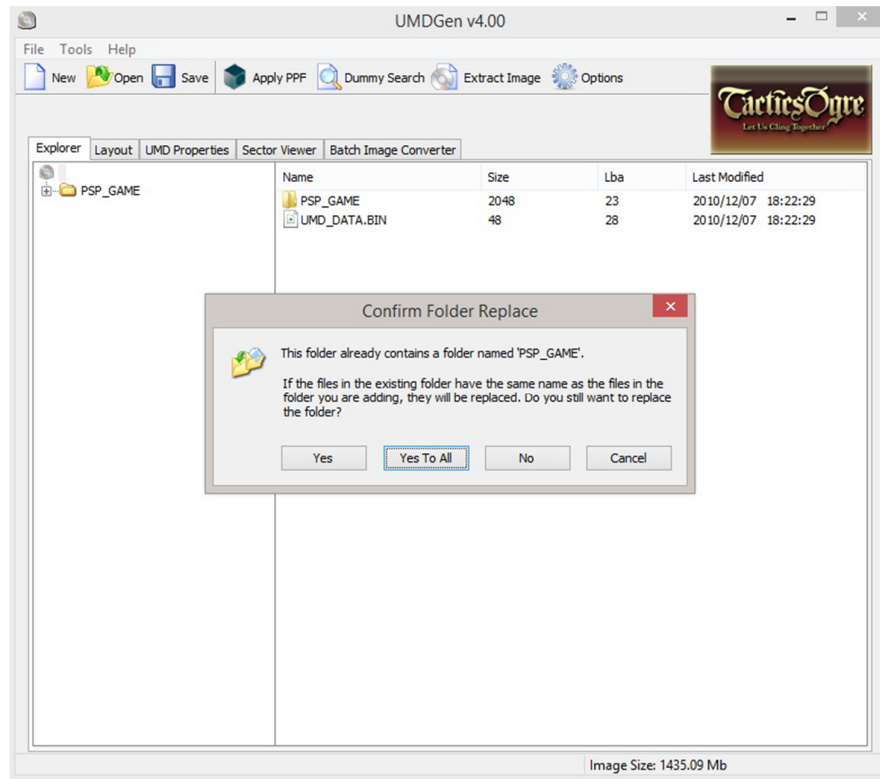 UMDGen v4.00
File Tools Help
New Open Save Apply PPF Dummy Search Extract Image Options
TacticsOgre
Let Us Cling Together
Explorer Layout UMD Properties Sector Viewer Batch Image Converter
PSP_GAME
Name Size Lba Last Modified
PSP_GAME 2048 23 2010/12/07 18:22:29
UMD_DATA.BIN 48 28 2010/12/07 18:22:29
Confirm Folder Replace
This folder already contains a folder named 'PSP_GAME'.
If the files in the existing folder have the same name as the files in the
folder you are adding, they will be replaced. Do you still want to replace
the folder?
Yes Yes To All No Cancel
Image Size: 1435.09 Mb